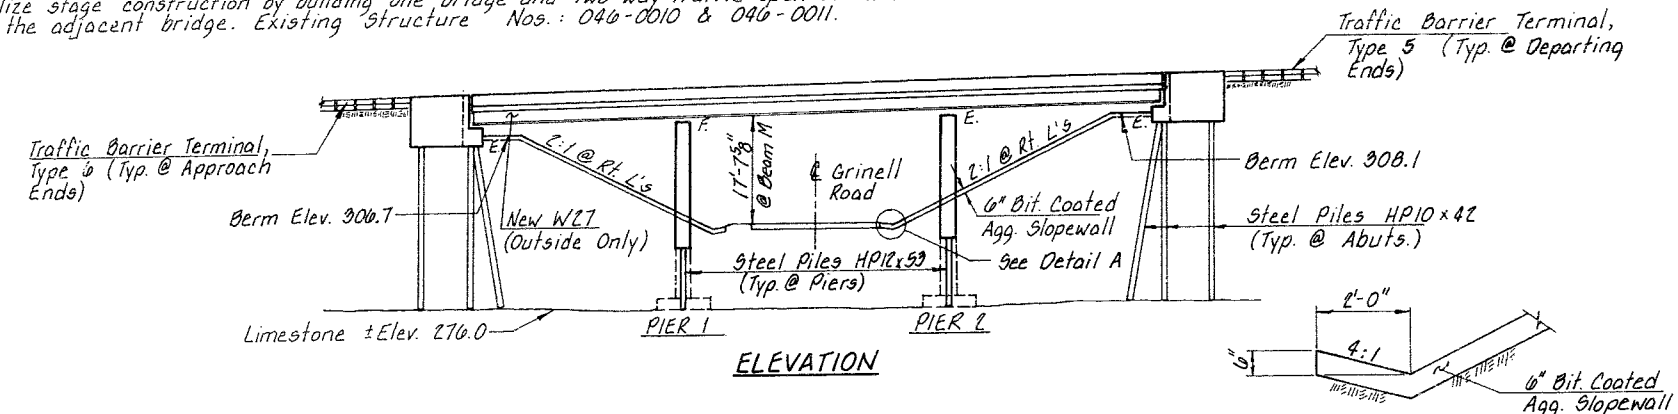 the adjacent bridge. Existing Structure Nos.: 046-0010 & 046-0011.
Traffic Barrier Terminal,
Type 5 (Typ. @ Departing
Ends)
Traffic Barrier Terminal,
Type 6 (Typ. @ Approach
Ends)
E.
F.
E.
E.
2:1 @ Rt. L's
17'-7 5/8"
@ Beam M
℄ Grinell
Road
2:1 @ Rt. L's
Berm Elev. 308.1
Berm Elev. 306.7
New W27
(Outside Only)
6" Bit. Coated
Agg. Slopewall
Steel Piles HP10 x 42
(Typ. @ Abuts.)
Steel Piles HP12x53
(Typ. @ Piers)
See Detail A
Limestone ± Elev. 276.0
PIER 1
PIER 2
ELEVATION
2'-0"
6"
4:1
6" Bit. Coated
Agg. Slopewall